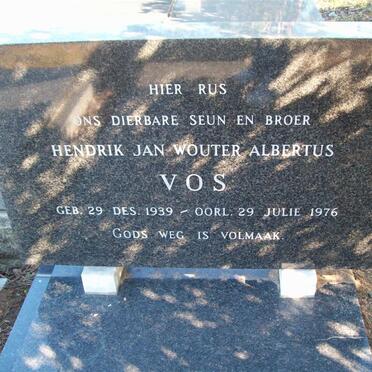 HIER RUS
ONS DIERBARE SEUN EN BROER
HENDRIK JAN WOUTER ALBERTUS
VOS
GEB. 29 DES. 1939 ~ OORL. 29 JULIE 1976
GODS WEG IS VOLMAAK